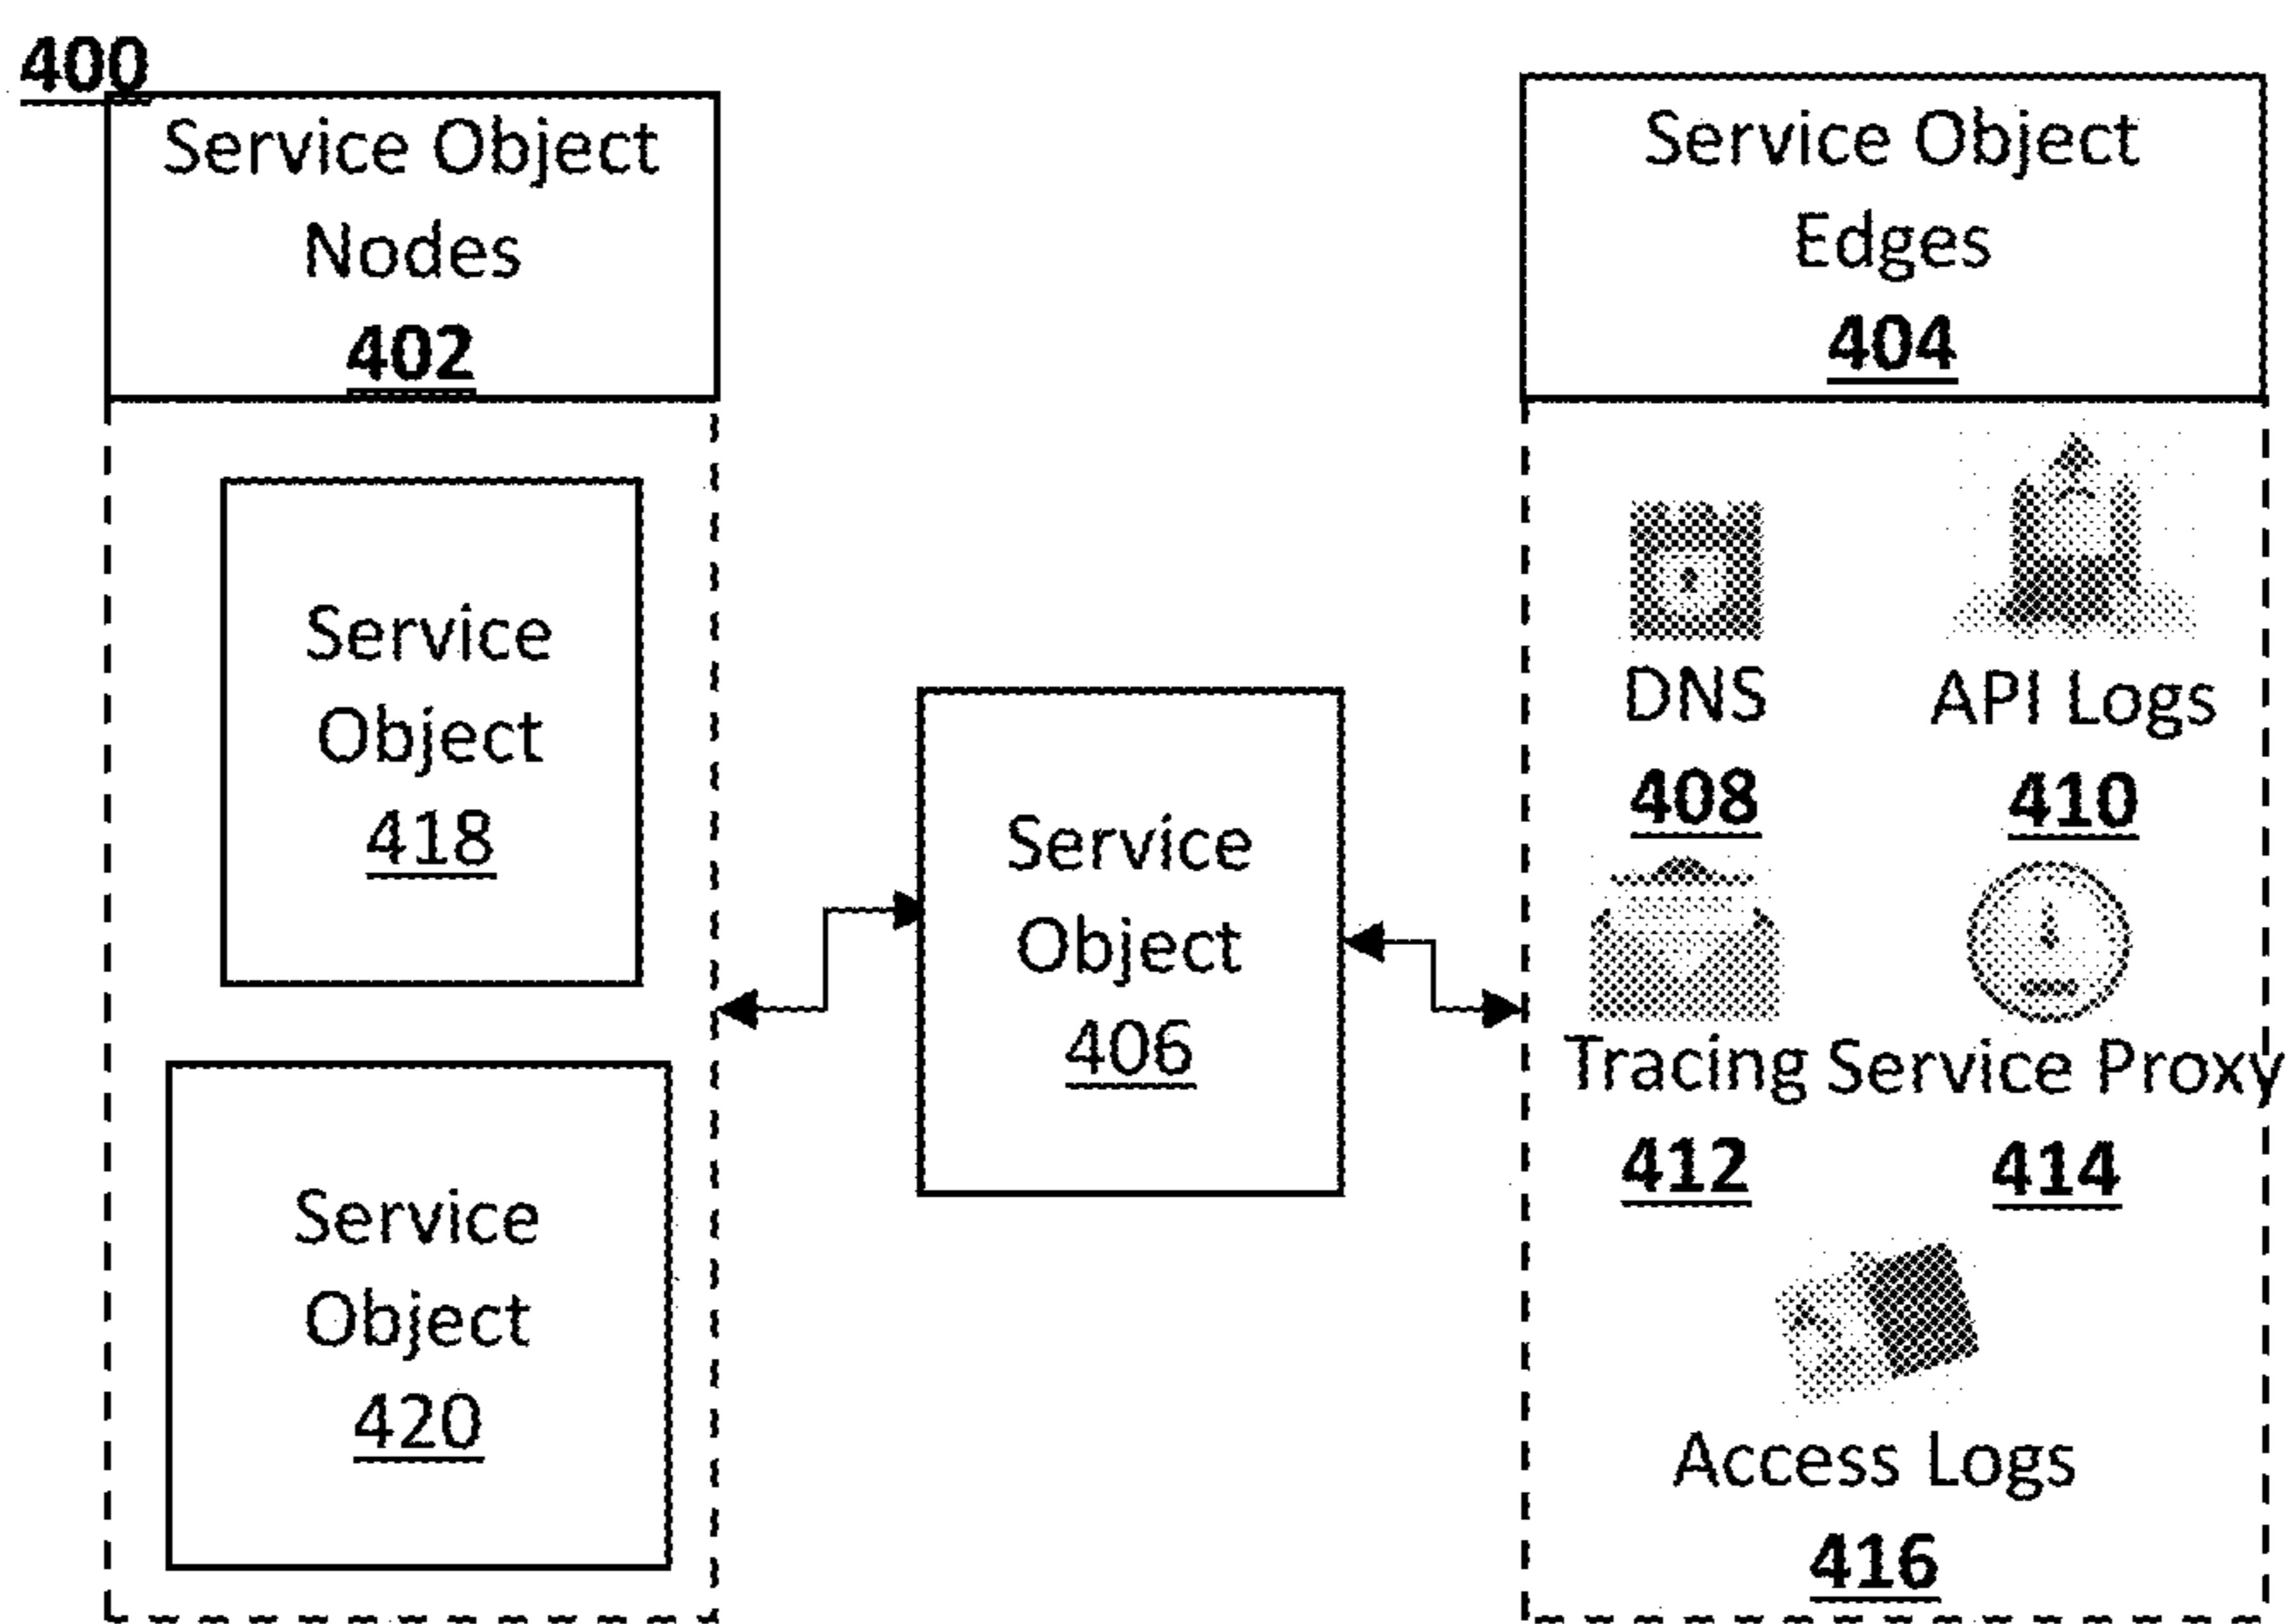 400
Service Object
Nodes
402
Service Object
Edges
404
Service
Object
418
Service
Object
420
Service
Object
406
DNS
408
API Logs
410
Tracing
412
Service Proxy
414
Access Logs
416